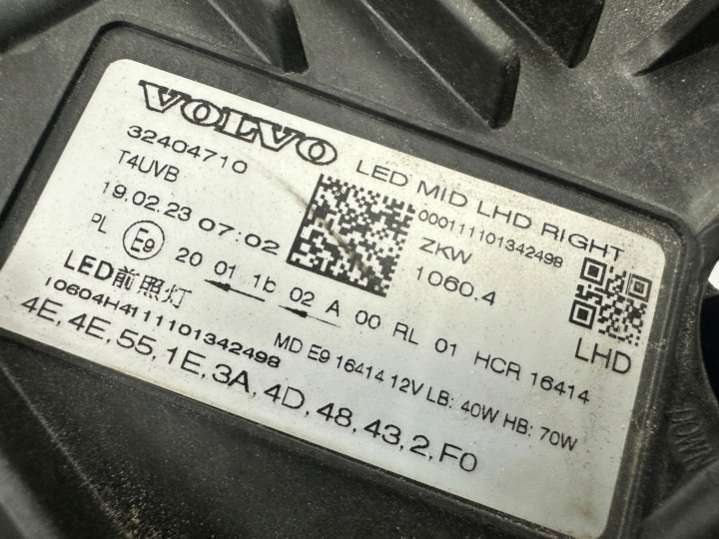 VOLVO
LED MID LHD RIGHT
32404710
000111101342498
T4UVB
ZKW
19.02.23 07:02
1060.4
PL E9 20 01 1b 02 A 00 RL 01 HCR 16414
LHD
LED前照灯
MD E9 16414 12V LB: 40W HB: 70W
10604H4111101342498
4E, 4E, 55, 1E, 3A, 4D, 48, 43, 2, F0
DOWN